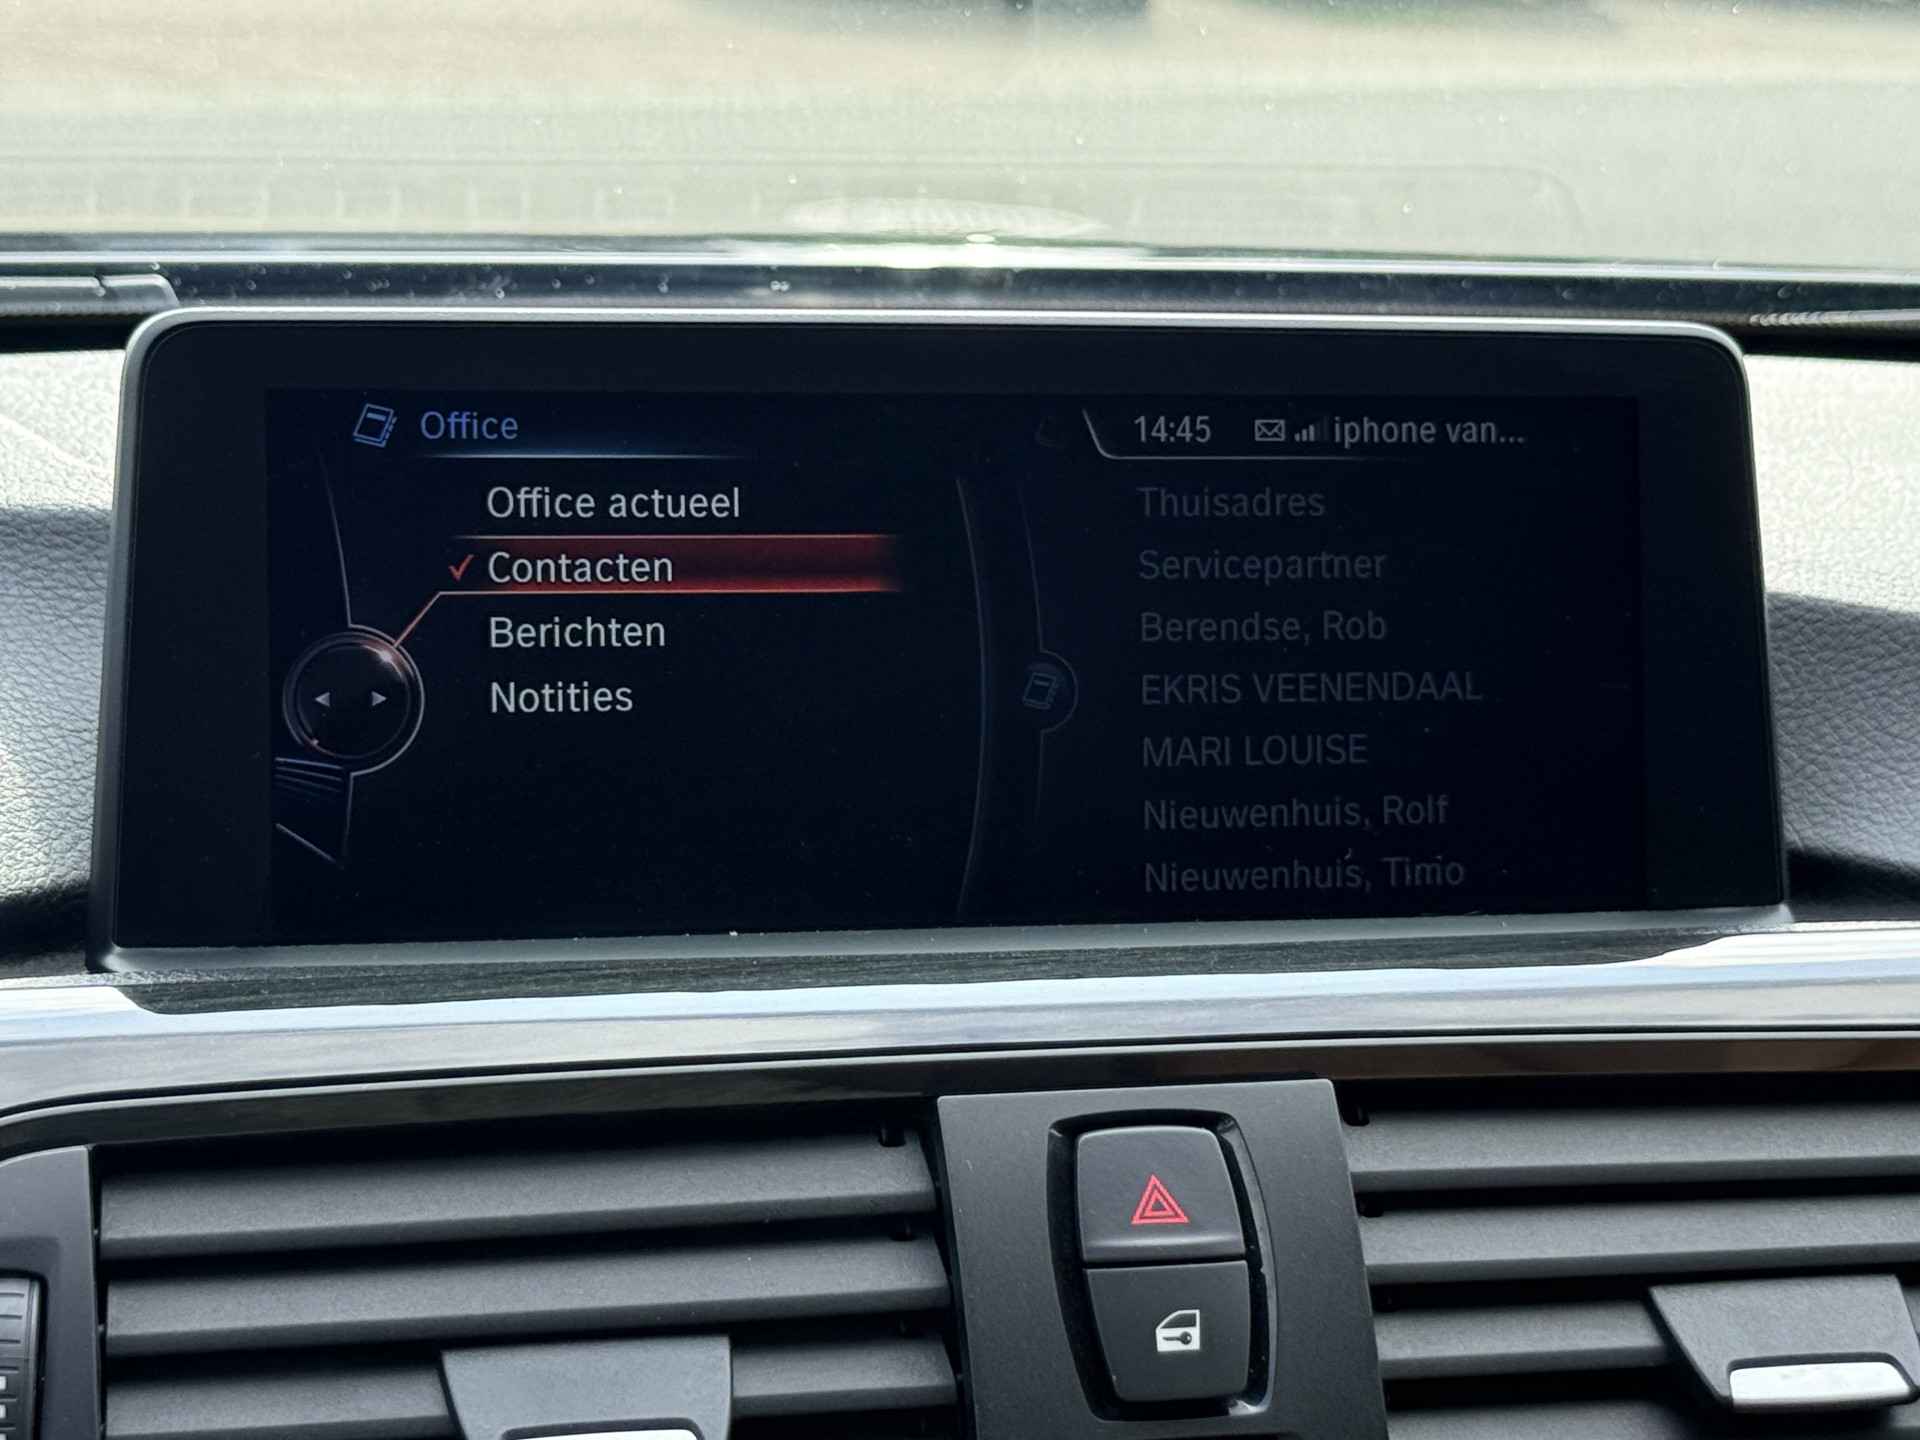 Office
14:45 iphone van...
Office actueel
Contacten
Berichten
Notities
Thuisadres
Servicepartner
Berendse, Rob
EKRIS VEENENDAAL
MARI LOUISE
Nieuwenhuis, Rolf
Nieuwenhuis, Timo